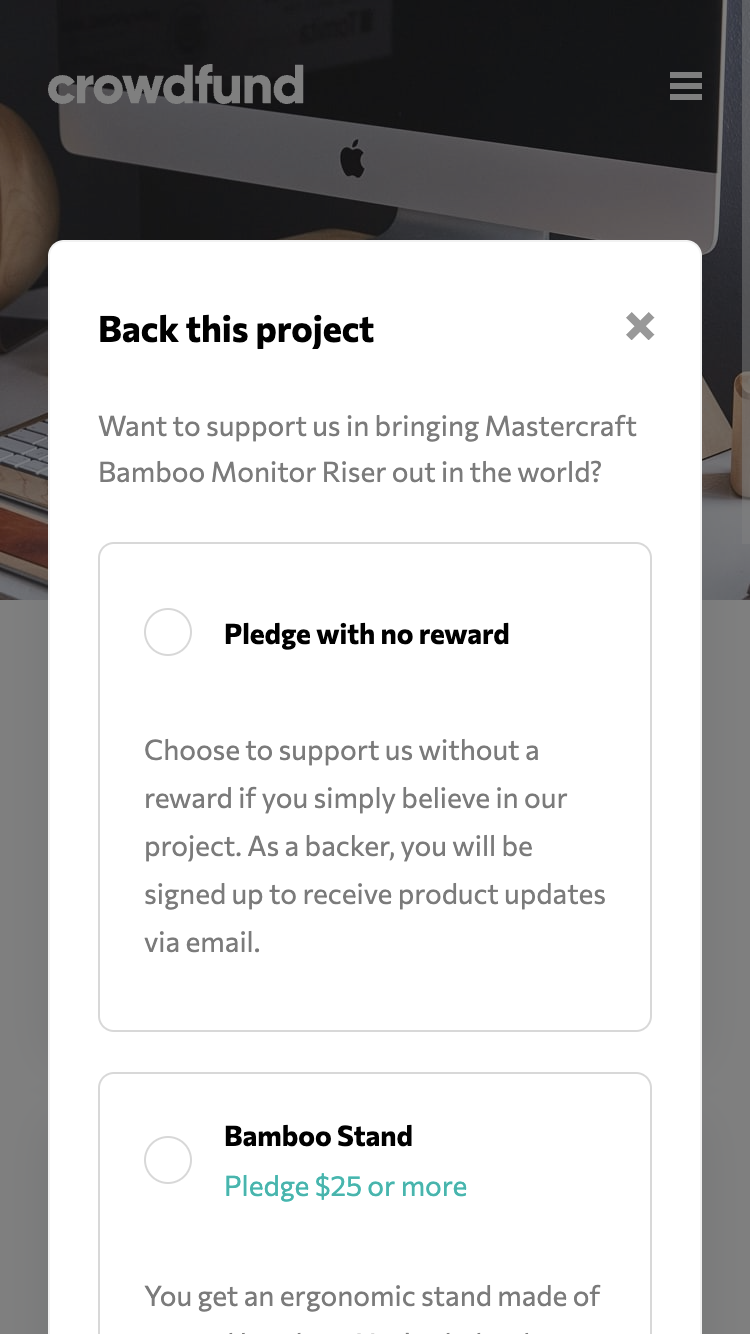 crowdfund
Back this project
Want to support us in bringing Mastercraft
Bamboo Monitor Riser out in the world?
Pledge with no reward
Choose to support us without a
reward if you simply believe in our
project. As a backer, you will be
signed up to receive product updates
via email.
Bamboo Stand
Pledge $25 or more
You get an ergonomic stand made of